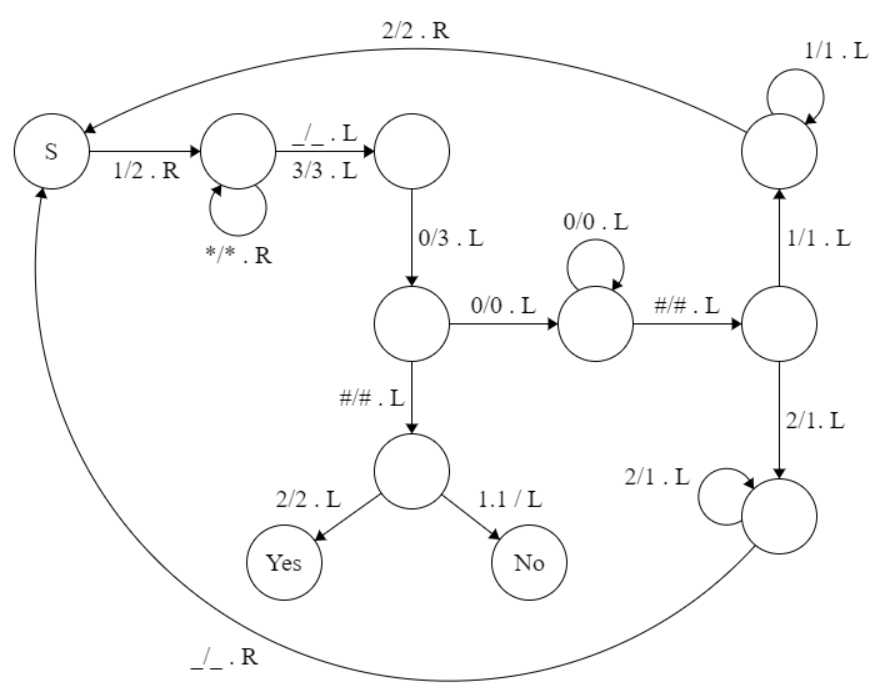 2/2 . R
1/1 . L
S
1/2 . R
_/_ . L
3/3 . L
*/* . R
0/3 . L
0/0 . L
1/1 . L
0/0 . L
#/# . L
#/# . L
2/1. L
2/1 . L
2/2 . L
1.1 / L
Yes
No
_/_ . R